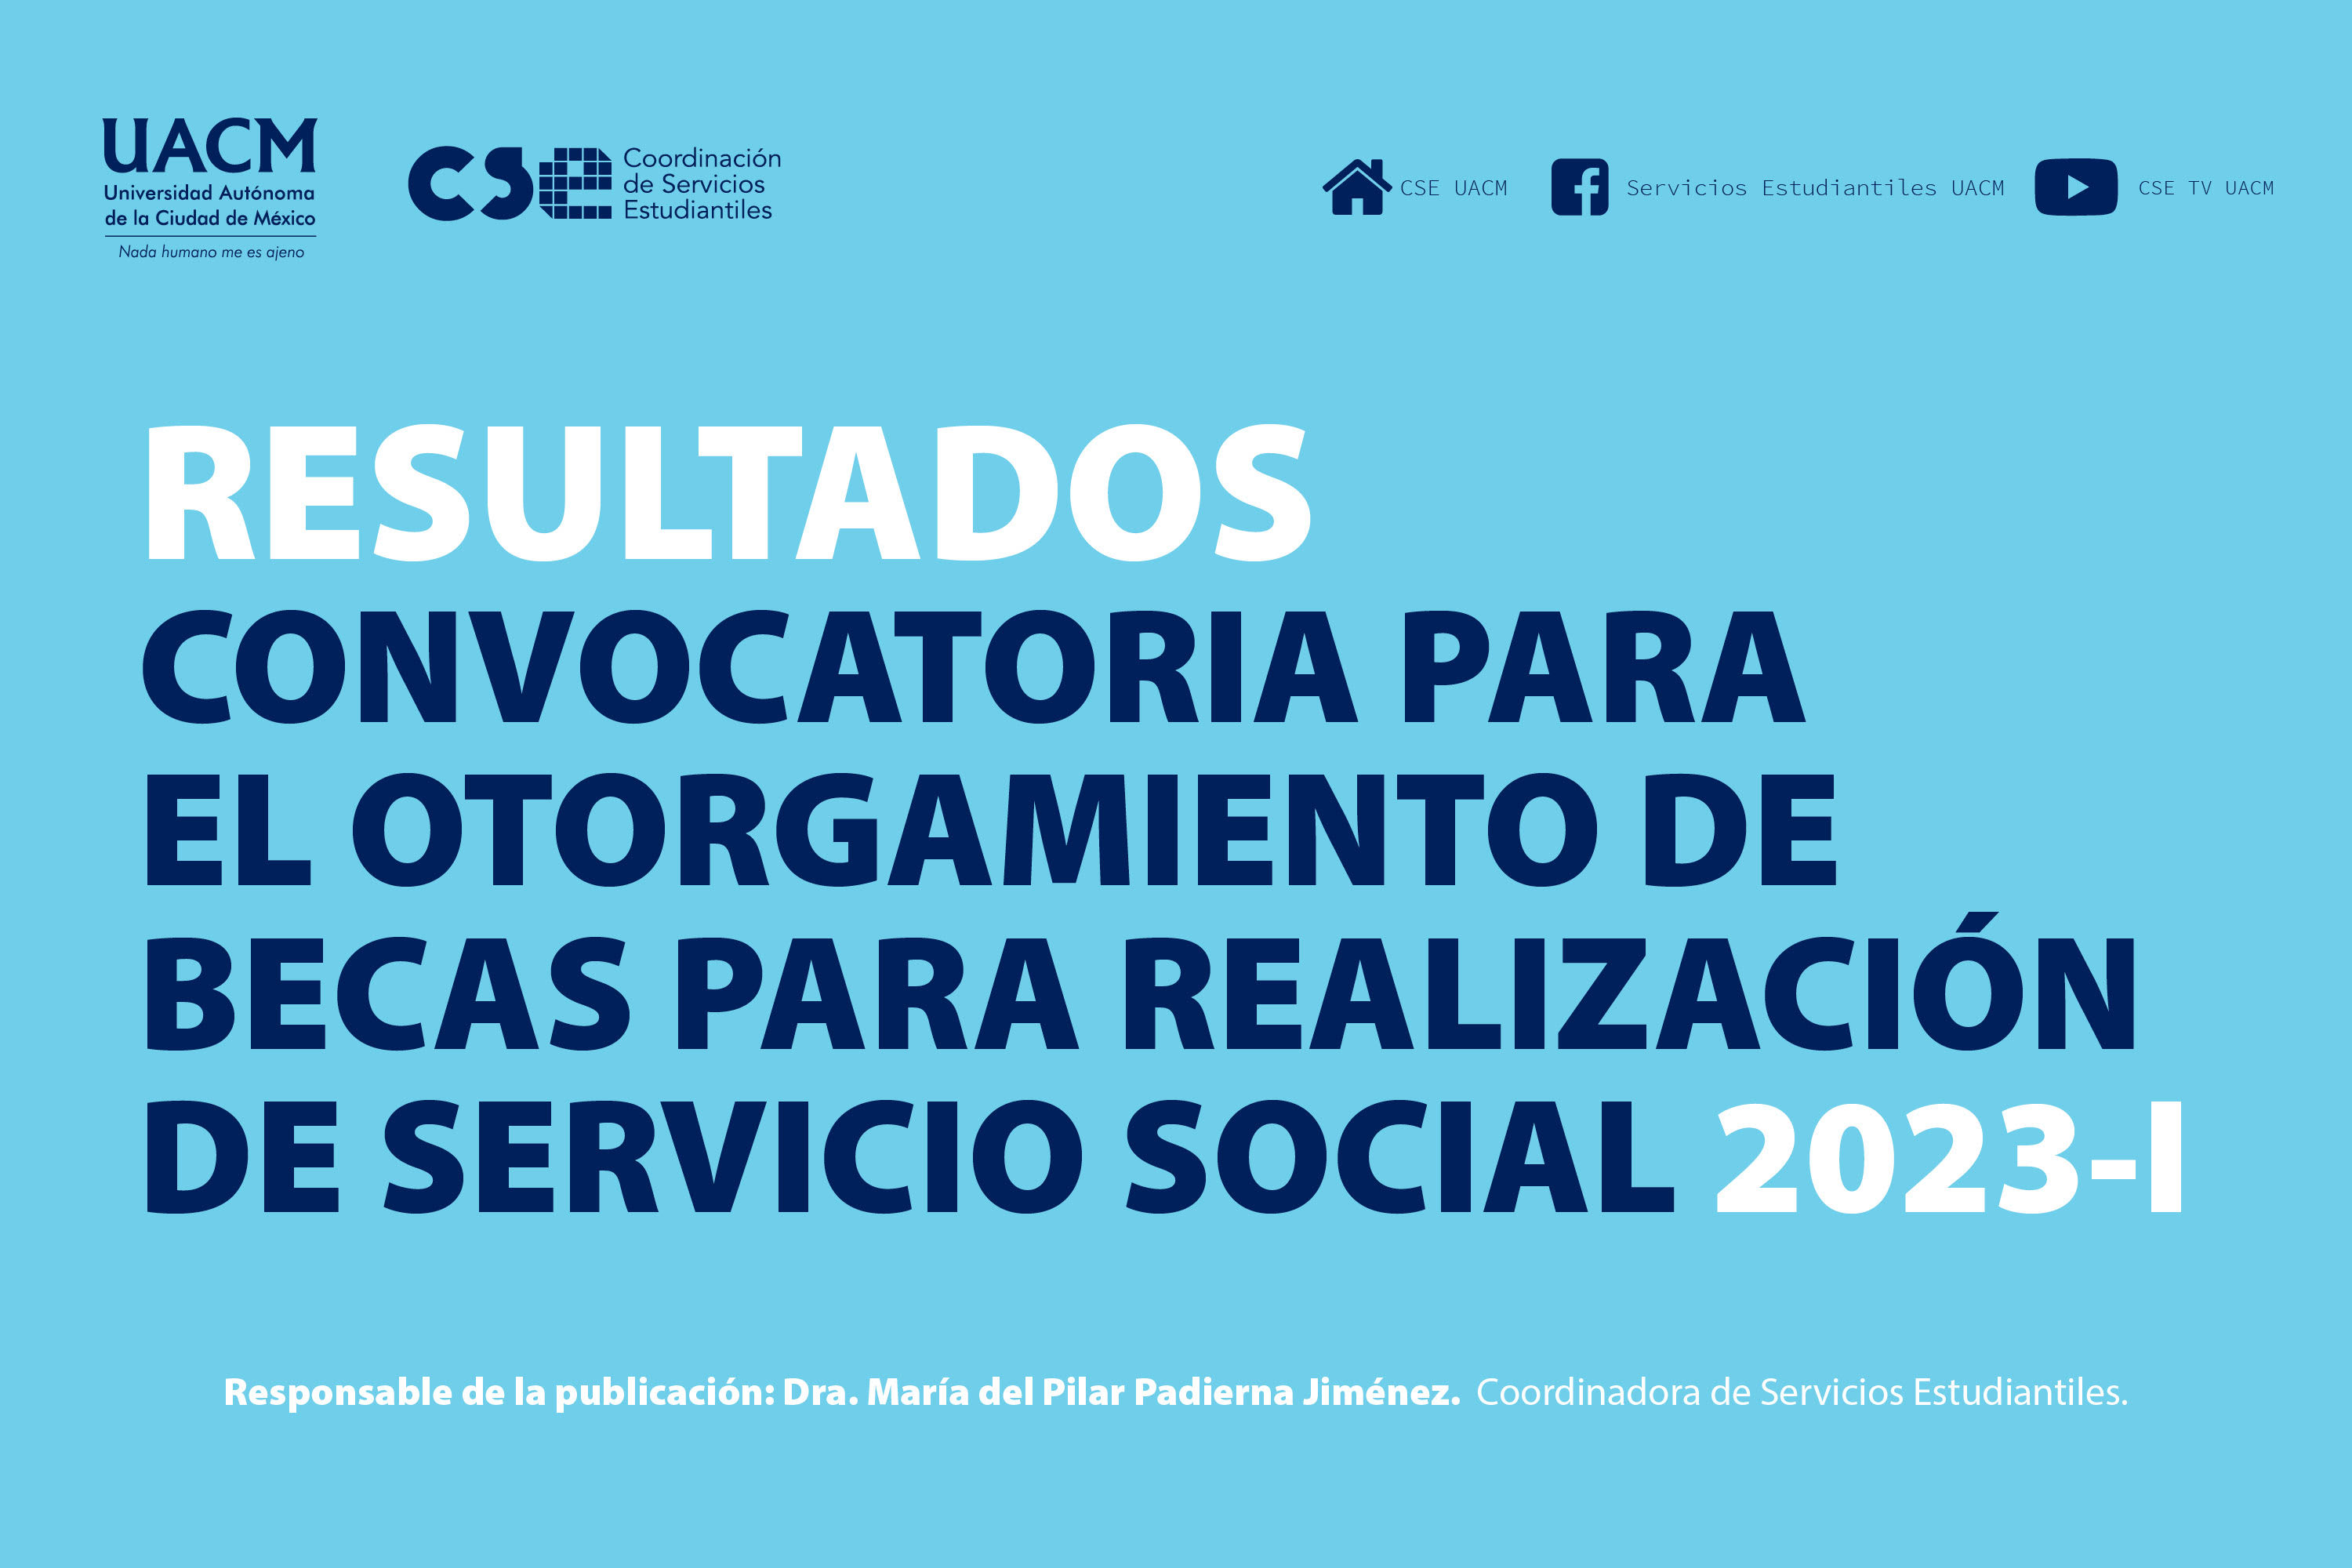 UACM
Universidad Autónoma
de la Ciudad de México
Nada humano me es ajeno
cse
Coordinación
de Servicios
Estudiantiles
CSE UACM
Servicios Estudiantiles UACM
CSE TV UACM
RESULTADOS
CONVOCATORIA PARA
EL OTORGAMIENTO DE
BECAS PARA REALIZACIÓN
DE SERVICIO SOCIAL 2023-I
Responsable de la publicación: Dra. María del Pilar Padierna Jiménez. Coordinadora de Servicios Estudiantiles.